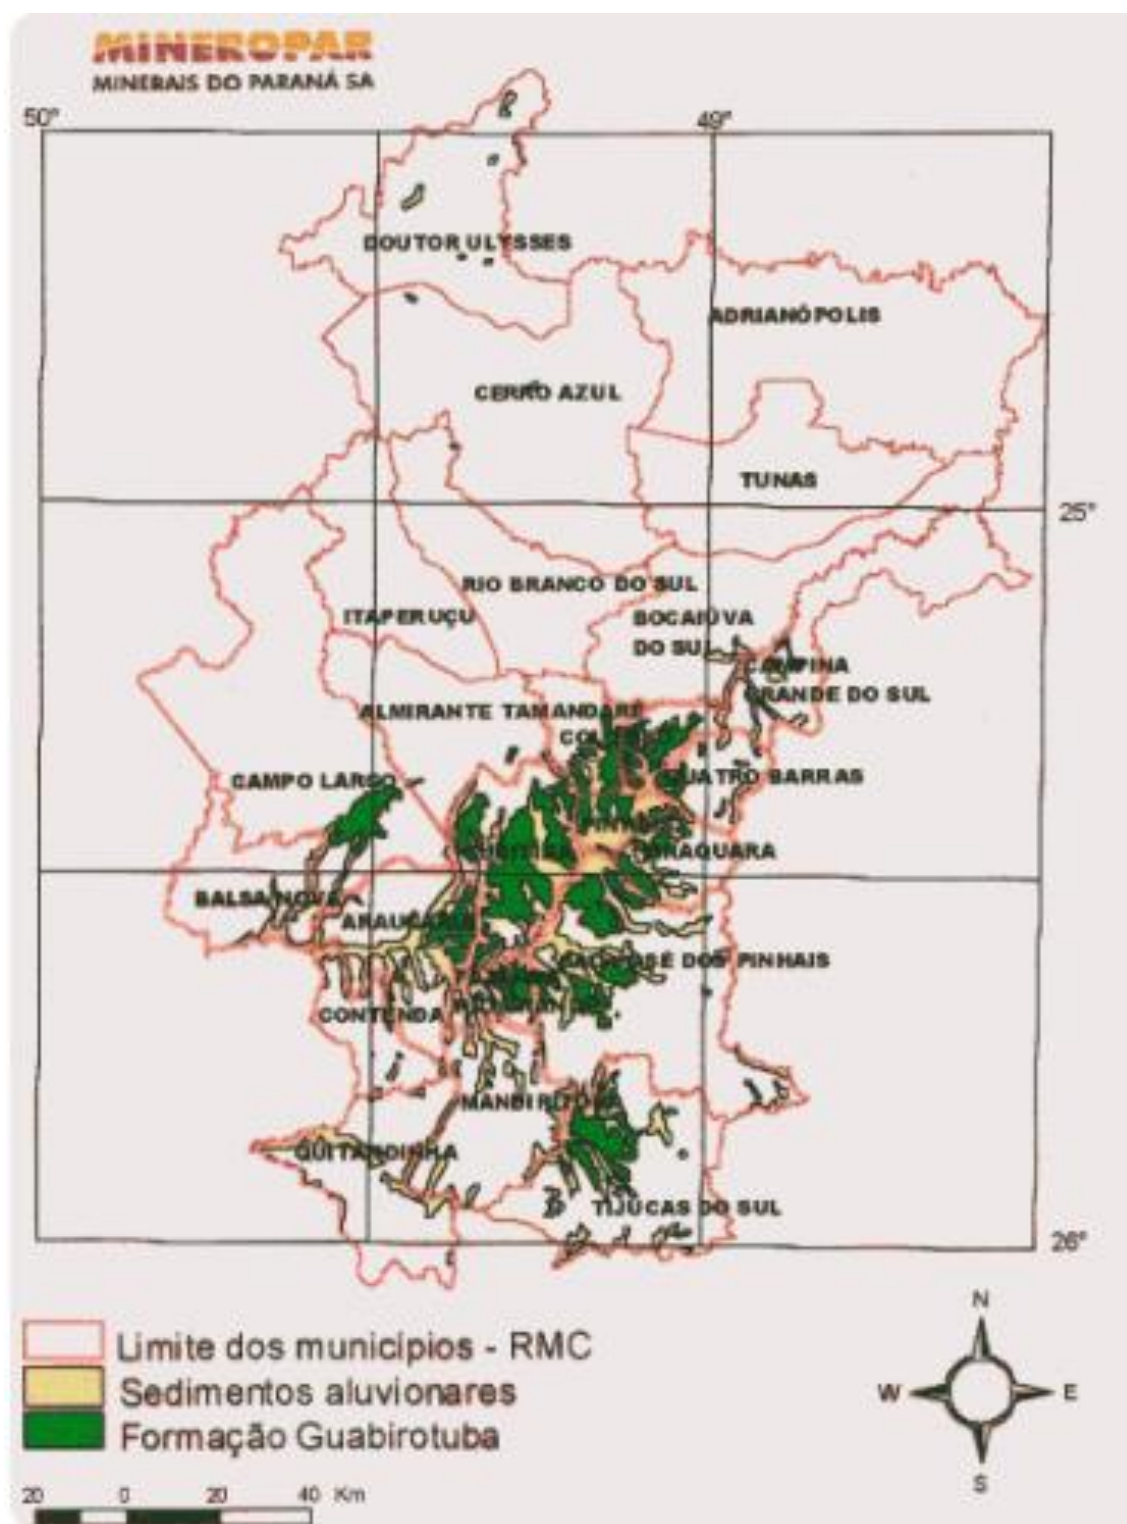 MINEROPAR
MINERAIS DO PARANÁ SA
50°
49°
DOUTOR ULYSSES
ADRIANÓPOLIS
CERRO AZUL
TUNAS
25°
RIO BRANCO DO SUL
ITAPERUÇU
BOCAIÚVA
DO SUL
CAMPINA
GRANDE DO SUL
ALMIRANTE TAMANDARÉ
CAMPO LARGO
QUATRO BARRAS
BALSA NOVA
ARAUCÁRIA
SÃO JOSÉ DOS PINHAIS
CONTENDA
MANDIRITUBA
QUITANDINHA
TIJUCAS DO SUL
26°
Limite dos municípios - RMC
Sedimentos aluvionares
Formação Guabirotuba
N
W
E
S
20 0 20 40 Km